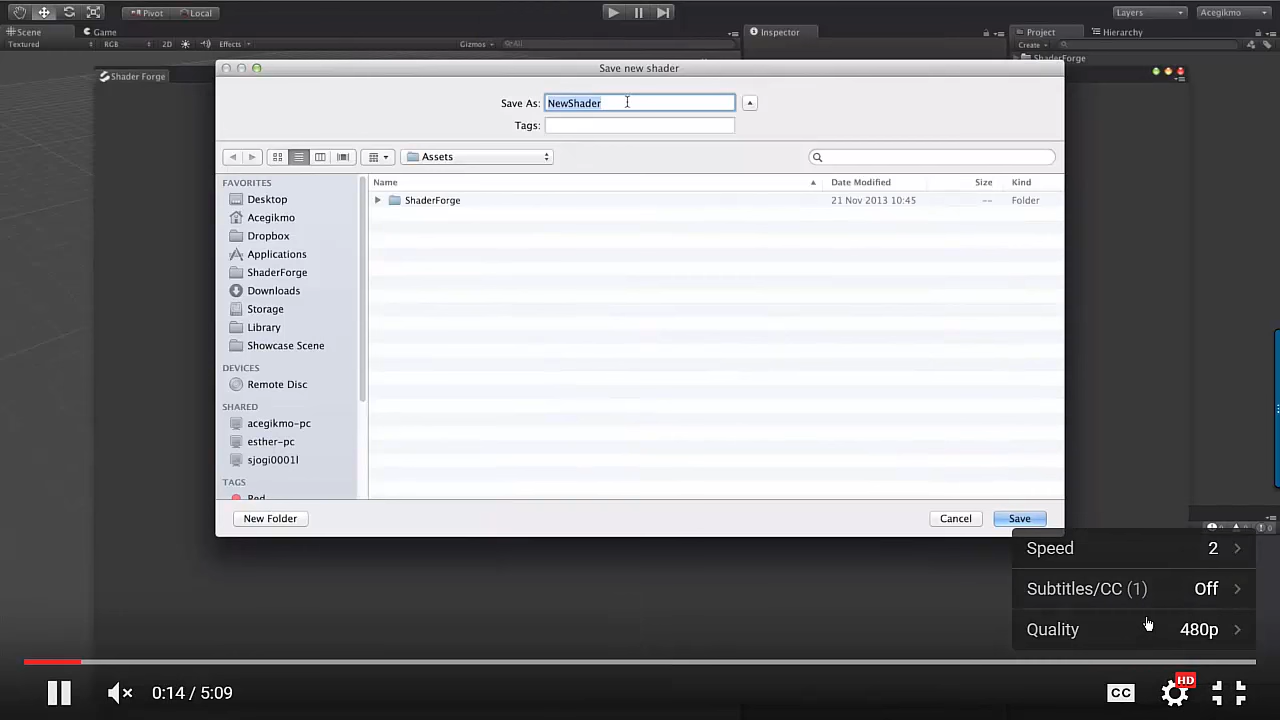 Pivot Local Layers Acegikmo
Scene Game Inspector Project Hierarchy
Textured RGB 2D Effects Gizmos All Create
ShaderForge
Shader Forge
Save new shader
Save As: NewShader
Tags:
Assets
FAVORITES
Desktop
Acegikmo
Dropbox
Applications
ShaderForge
Downloads
Storage
Library
Showcase Scene
DEVICES
Remote Disc
SHARED
acegikmo-pc
esther-pc
sjogi0001l
TAGS
Red
Name Date Modified Size Kind
ShaderForge 21 Nov 2013 10:45 -- Folder
New Folder Cancel Save
Speed 2
Subtitles/CC (1) Off
Quality 480p
0:14 / 5:09 CC HD